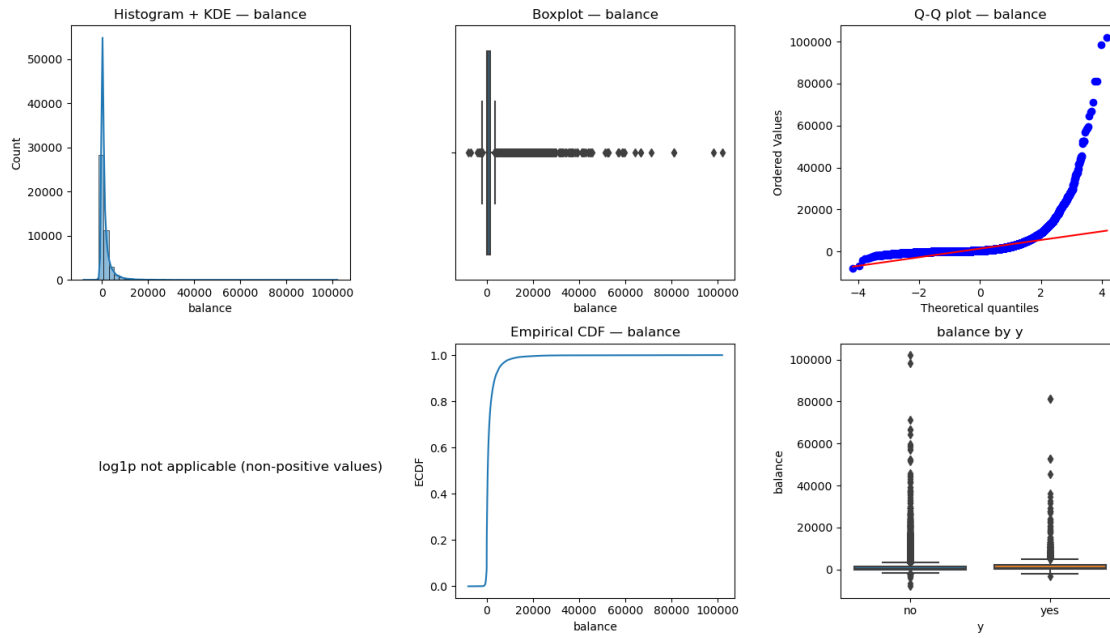 Histogram + KDE — balance
Count
50000
40000
30000
20000
10000
0
0 20000 40000 60000 80000 100000
balance
Boxplot — balance
0 20000 40000 60000 80000 100000
balance
Q-Q plot — balance
Ordered Values
100000
80000
60000
40000
20000
0
−4 −2 0 2 4
Theoretical quantiles
log1p not applicable (non-positive values)
Empirical CDF — balance
ECDF
1.0
0.8
0.6
0.4
0.2
0.0
0 20000 40000 60000 80000 100000
balance
balance by y
balance
100000
80000
60000
40000
20000
0
no yes
y